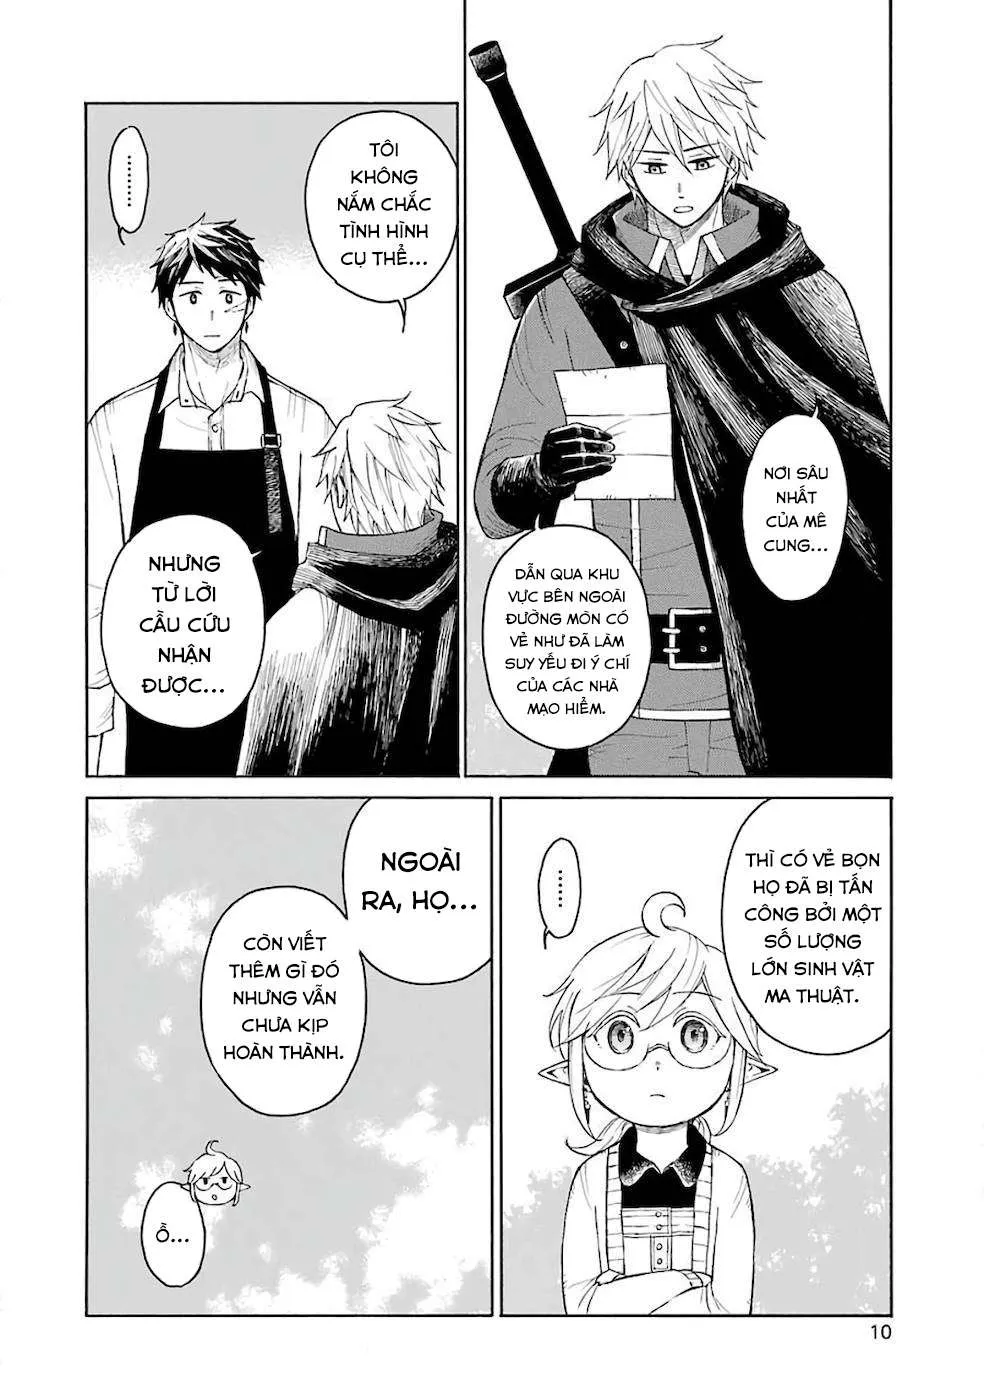 NƠI SÂU
NHẤT
CỦA MÊ
CUNG...
DẪN QUA KHU
VỰC BÊN NGOÀI
ĐƯỜNG MÒN CÓ
VẺ NHƯ ĐÃ LÀM
SUY YẾU ĐI Ý CHÍ
CỦA CÁC NHÀ
MẠO HIỂM.
TÔI
KHÔNG
NẮM CHẮC
TÌNH HÌNH
CỤ THỂ...
.........
NHƯNG
TỪ LỜI
CẦU CỨU
NHẬN
ĐƯỢC...
THÌ CÓ VẺ BỌN
HỌ ĐÃ BỊ TẤN
CÔNG BỞI MỘT
SỐ LƯỢNG
LỚN SINH VẬT
MA THUẬT.
......
NGOÀI
RA, HỌ...
CÒN VIẾT
THÊM GÌ ĐÓ
NHƯNG VẪN
CHƯA KỊP
HOÀN THÀNH.
Ồ...
10